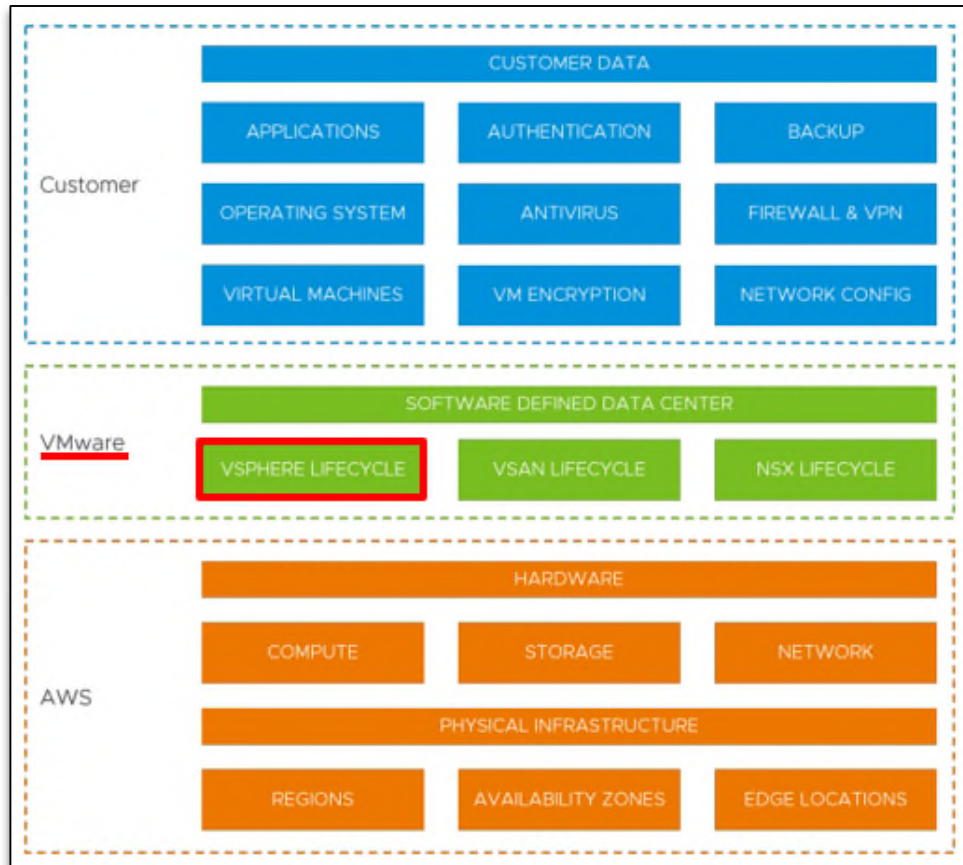 CUSTOMER DATA
APPLICATIONS AUTHENTICATION BACKUP
Customer
OPERATING SYSTEM ANTIVIRUS FIREWALL & VPN
VIRTUAL MACHINES VM ENCRYPTION NETWORK CONFIG
SOFTWARE DEFINED DATA CENTER
VMware
VSPHERE LIFECYCLE VSAN LIFECYCLE NSX LIFECYCLE
HARDWARE
COMPUTE STORAGE NETWORK
AWS
PHYSICAL INFRASTRUCTURE
REGIONS AVAILABILITY ZONES EDGE LOCATIONS